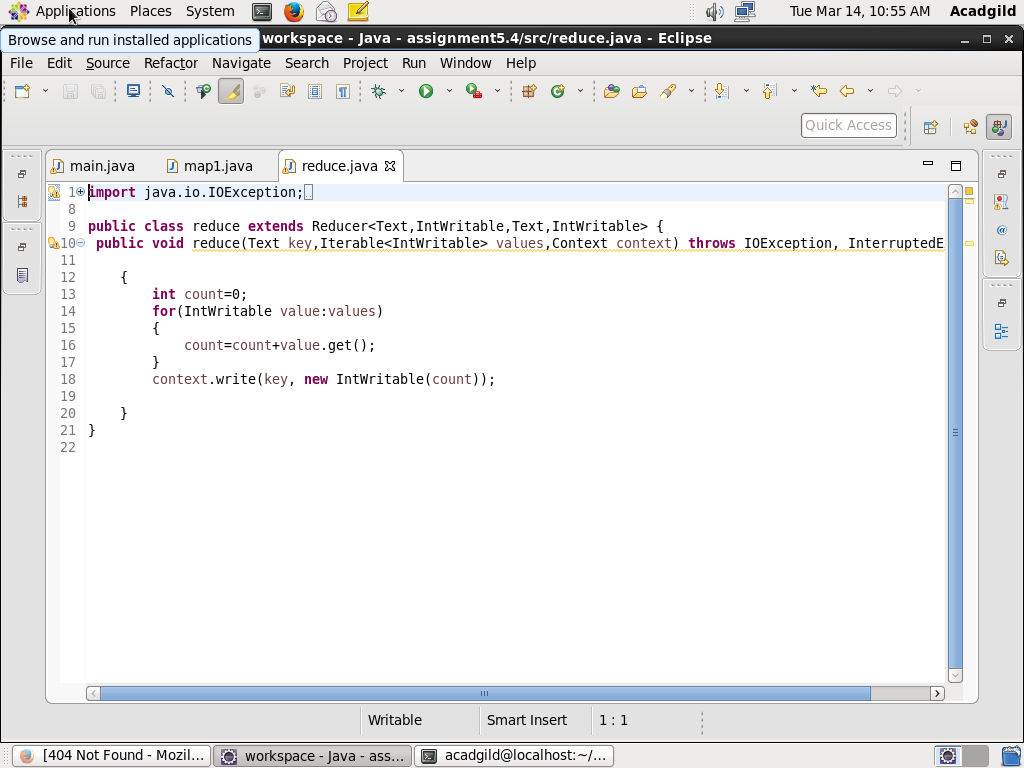 Applications Places System Tue Mar 14, 10:55 AM Acadgild
Browse and run installed applications
workspace - Java - assignment5.4/src/reduce.java - Eclipse
File Edit Source Refactor Navigate Search Project Run Window Help
Quick Access
main.java map1.java reduce.java
1 import java.io.IOException;
8
9 public class reduce extends Reducer<Text,IntWritable,Text,IntWritable> {
10 public void reduce(Text key,Iterable<IntWritable> values,Context context) throws IOException, InterruptedE
11
12 {
13 int count=0;
14 for(IntWritable value:values)
15 {
16 count=count+value.get();
17 }
18 context.write(key, new IntWritable(count));
19
20 }
21 }
22
Writable Smart Insert 1 : 1
[404 Not Found - Mozil... workspace - Java - ass... acadgild@localhost:~/...